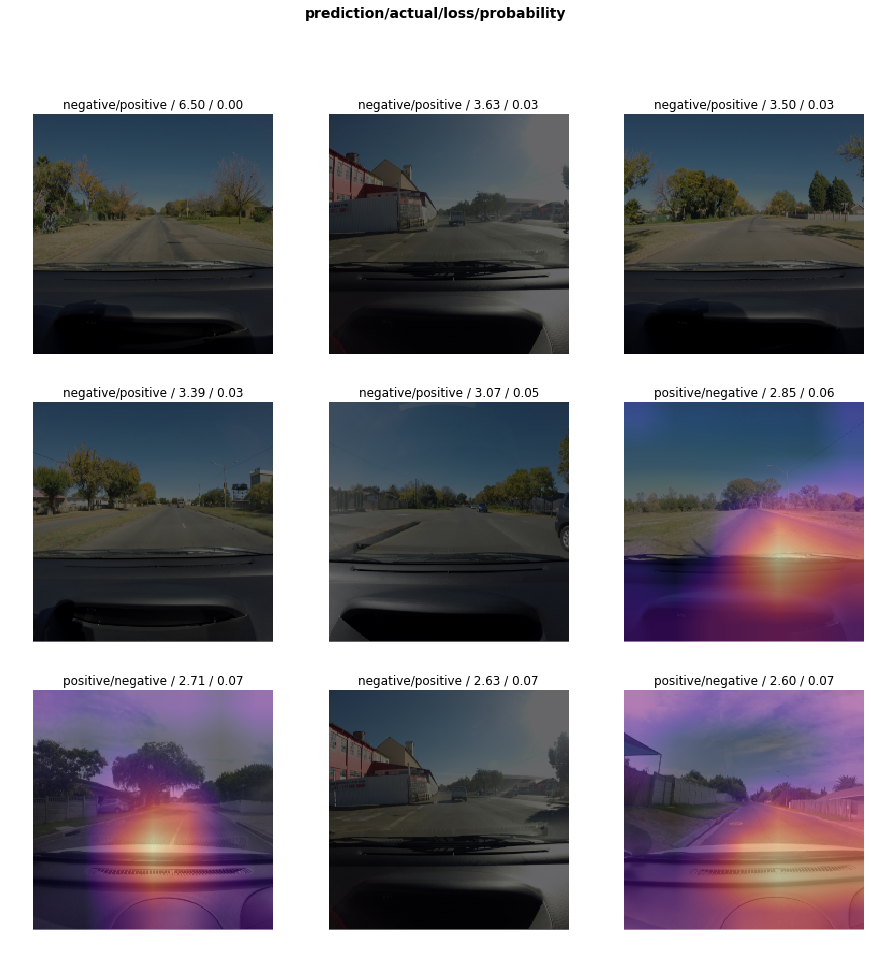 prediction/actual/loss/probability
negative/positive / 6.50 / 0.00
negative/positive / 3.63 / 0.03
negative/positive / 3.50 / 0.03
negative/positive / 3.39 / 0.03
negative/positive / 3.07 / 0.05
positive/negative / 2.85 / 0.06
positive/negative / 2.71 / 0.07
negative/positive / 2.63 / 0.07
positive/negative / 2.60 / 0.07